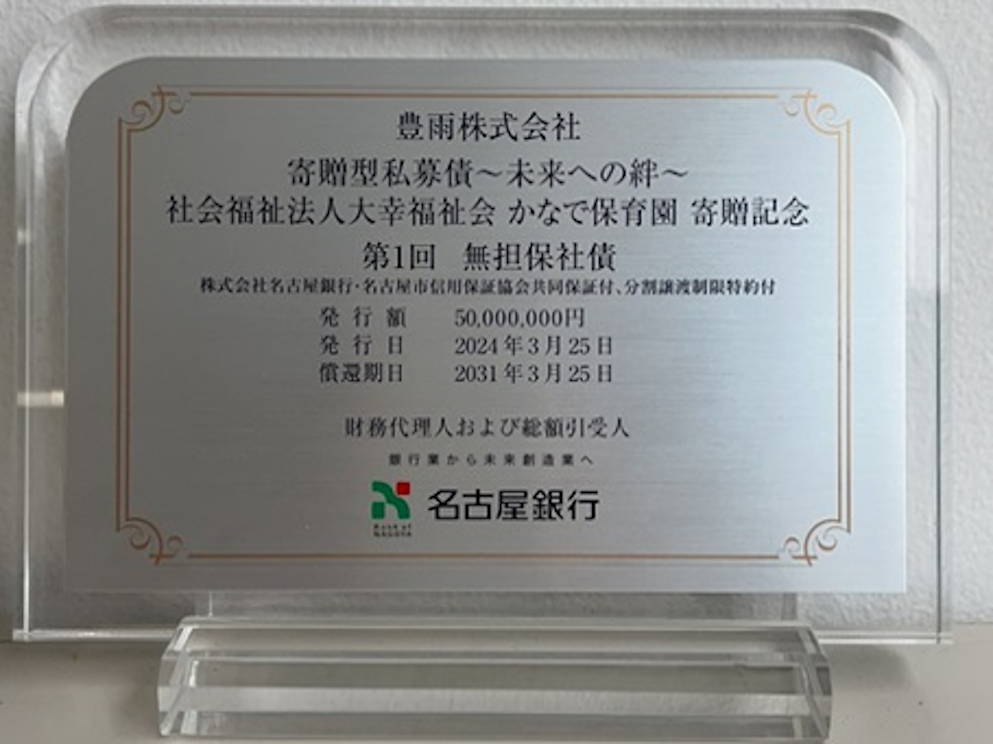 豊雨株式会社
寄贈型私募債～未来への絆～
社会福祉法人大幸福祉会 かなで保育園 寄贈記念
第1回 無担保社債
株式会社名古屋銀行・名古屋市信用保証協会共同保証付、分割譲渡制限特約付
発行額 50,000,000円
発行日 2024年3月25日
償還期日 2031年3月25日
財務代理人および総額引受人
銀行業から未来創造業へ
名古屋銀行
Bank of
NAGOYA